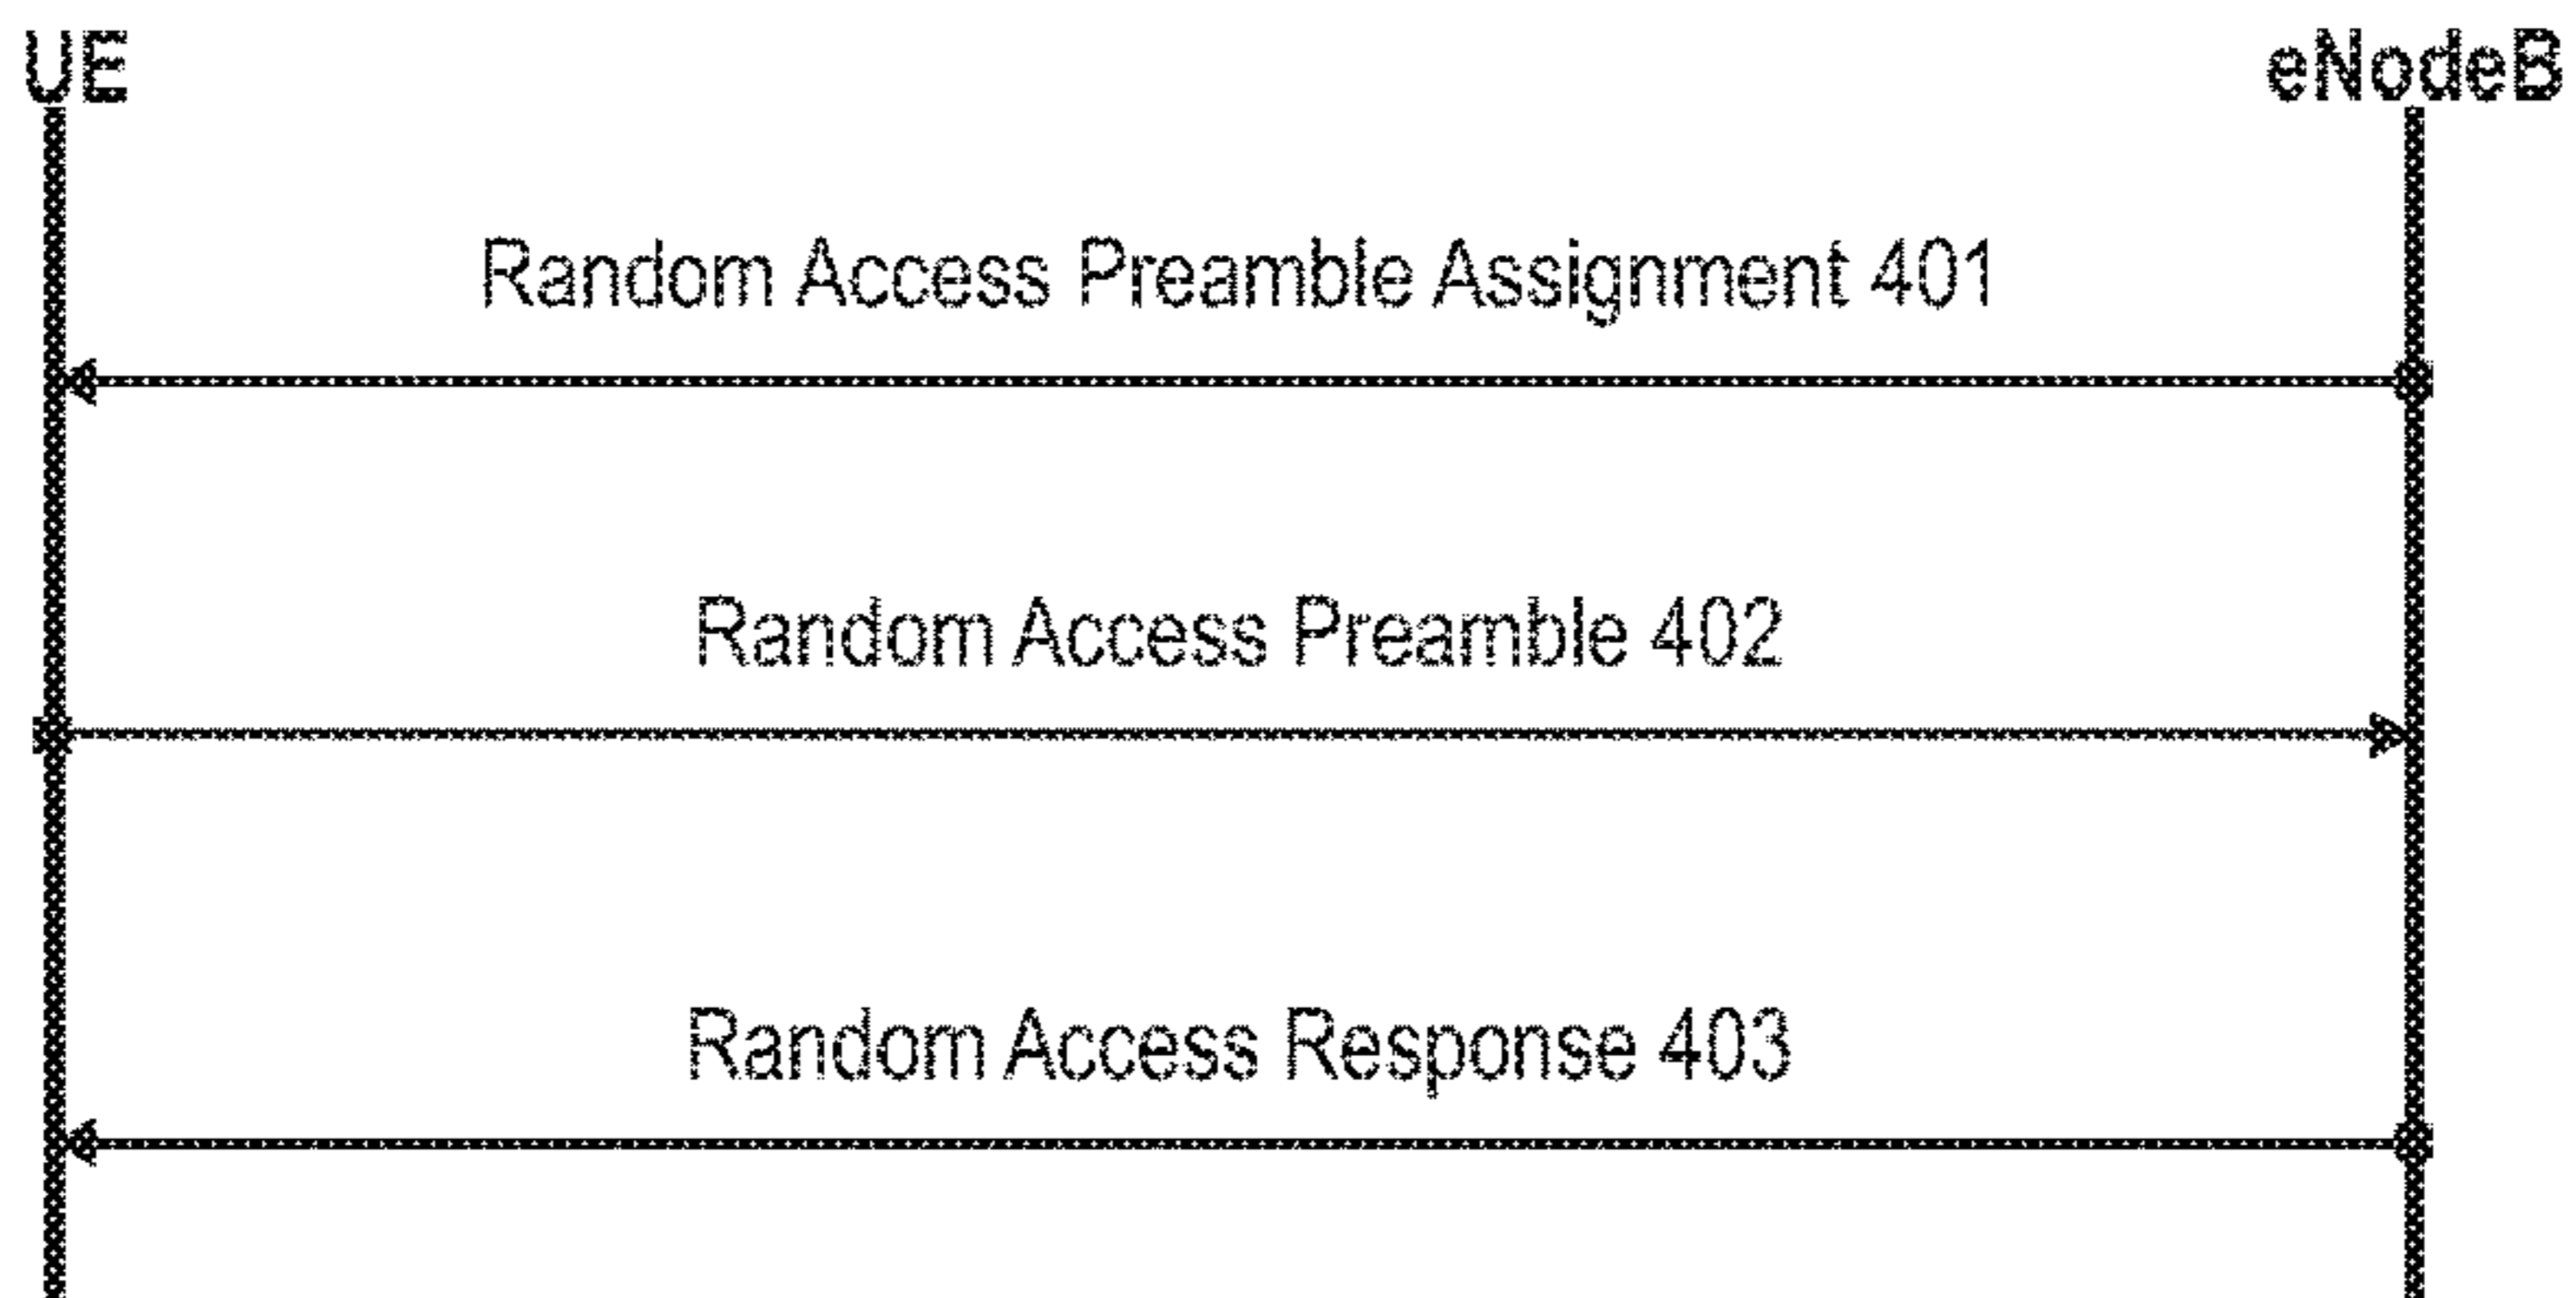 UE eNodeB
Random Access Preamble Assignment 401
Random Access Preamble 402
Random Access Response 403